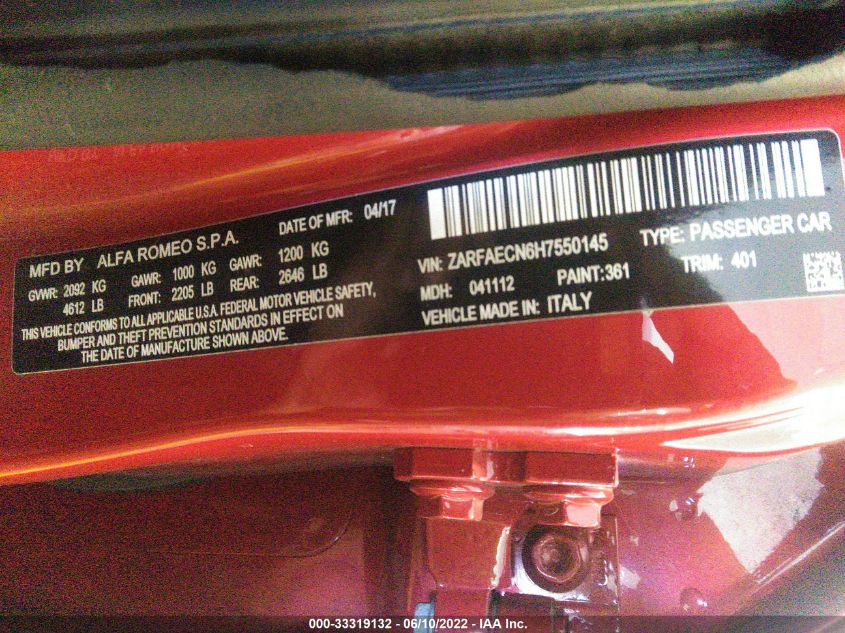 MFD BY ALFA ROMEO S.P.A. DATE OF MFR: 04/17
GVWR: 2092 KG GAWR: 1000 KG GAWR: 1200 KG
4612 LB FRONT: 2205 LB REAR: 2646 LB
THIS VEHICLE CONFORMS TO ALL APPLICABLE U.S.A. FEDERAL MOTOR VEHICLE SAFETY,
BUMPER AND THEFT PREVENTION STANDARDS IN EFFECT ON
THE DATE OF MANUFACTURE SHOWN ABOVE.
VIN: ZARFAECN6H7550145 TYPE: PASSENGER CAR
MDH: 041112 PAINT:361 TRIM: 401
VEHICLE MADE IN: ITALY
000-33319132 - 06/10/2022 - IAA Inc.